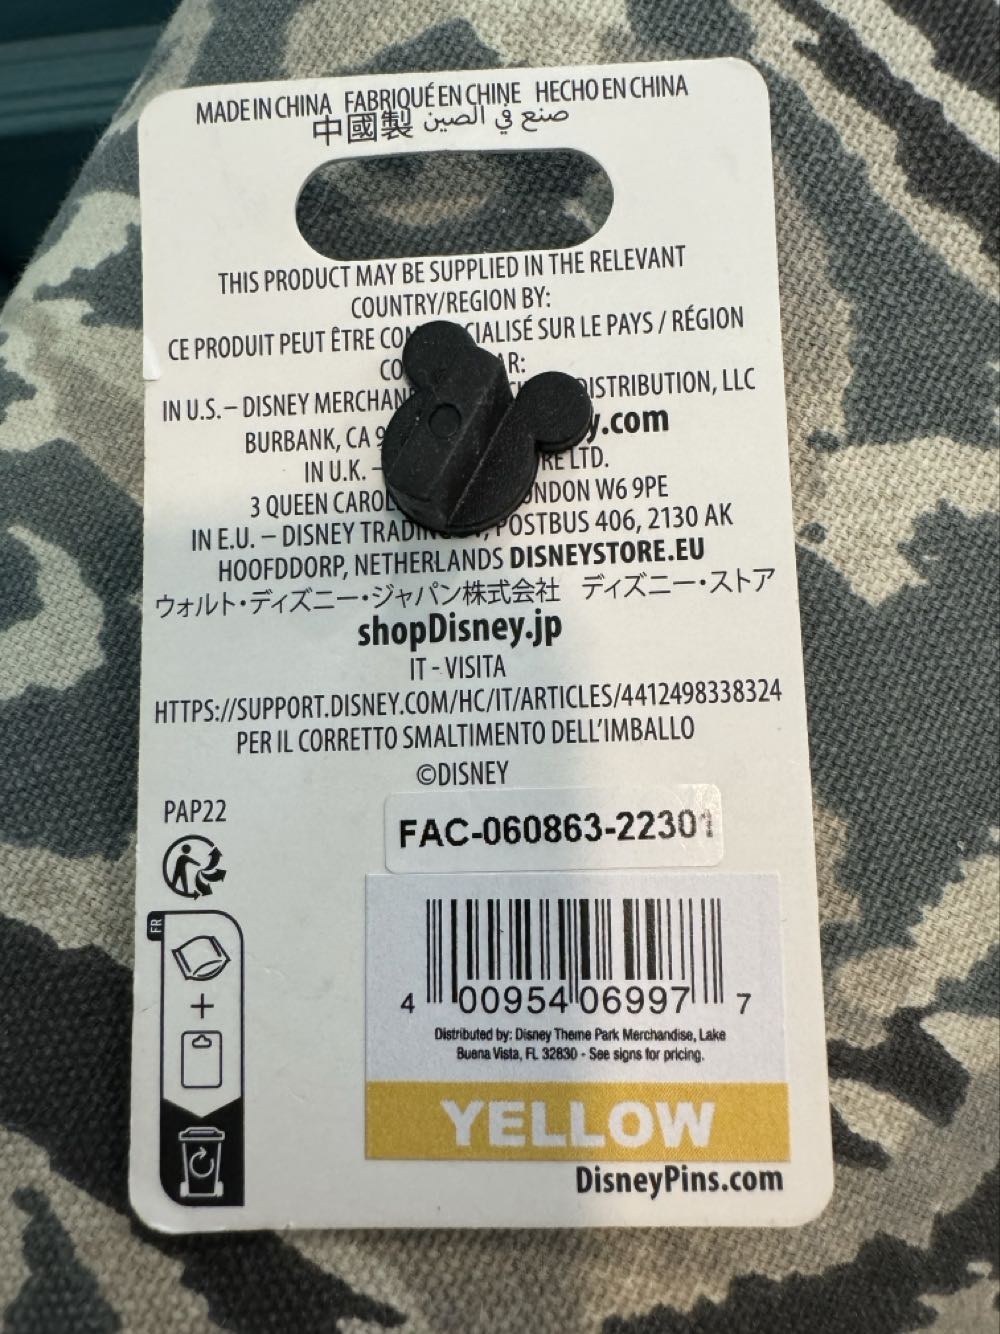 MADE IN CHINA FABRIQUÉ EN CHINE HECHO EN CHINA
中國製 صنع في الصين
THIS PRODUCT MAY BE SUPPLIED IN THE RELEVANT
COUNTRY/REGION BY:
CE PRODUIT PEUT ÊTRE CIALISÉ SUR LE PAYS / RÉGION
AR:
IN U.S. – DISNEY DISTRIBUTION, LLC
BURBANK, CA y.com
IN U.K. – LTD.
3 QUEEN W6 9PE
IN E.U. – DISNEY POSTBUS 406, 2130 AK
HOOFDDORP, NETHERLANDS DISNEYSTORE.EU
ウォルト・ディズニー・ジャパン株式会社 ディズニー・ストア
shopDisney.jp
IT - VISITA
HTTPS://SUPPORT.DISNEY.COM/HC/IT/ARTICLES/4412498338324
PER IL CORRETTO SMALTIMENTO DELL'IMBALLO
©DISNEY
PAP22
FAC-060863-22301
FR
+
4 00954 06997 7
Distributed by: Disney Theme Park Merchandise, Lake
Buena Vista, FL 32830 - See signs for pricing.
YELLOW
DisneyPins.com